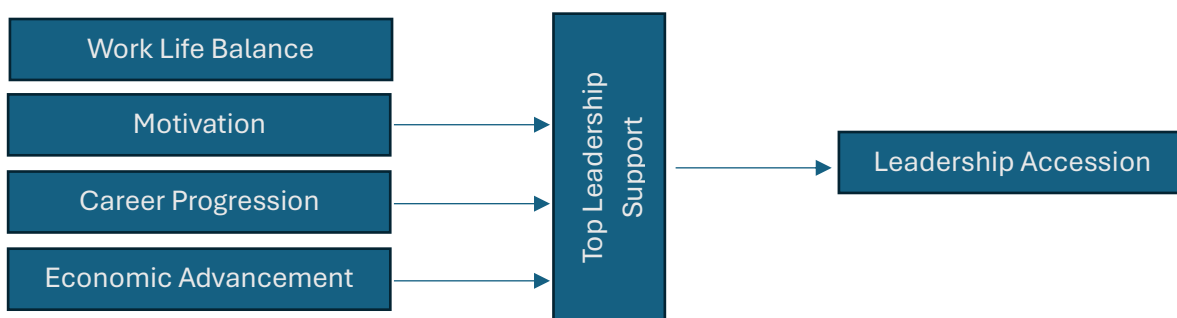 Work Life Balance
Motivation
Career Progression
Economic Advancement
Top Leadership
Support
Leadership Accession